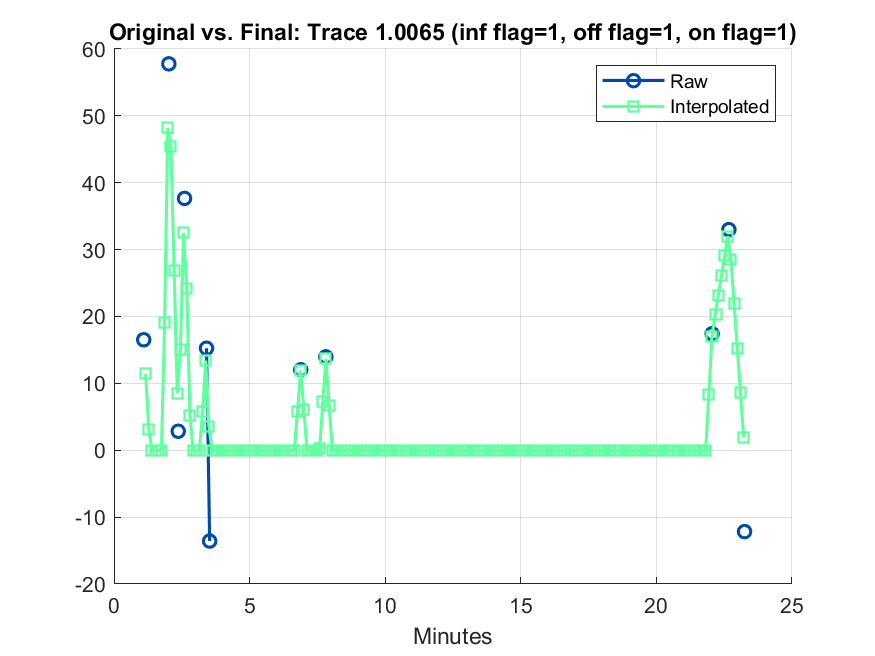 Original vs. Final: Trace 1.0065 (inf flag=1, off flag=1, on flag=1)
Raw
Interpolated
60
50
40
30
20
10
0
-10
-20
0 5 10 15 20 25
Minutes